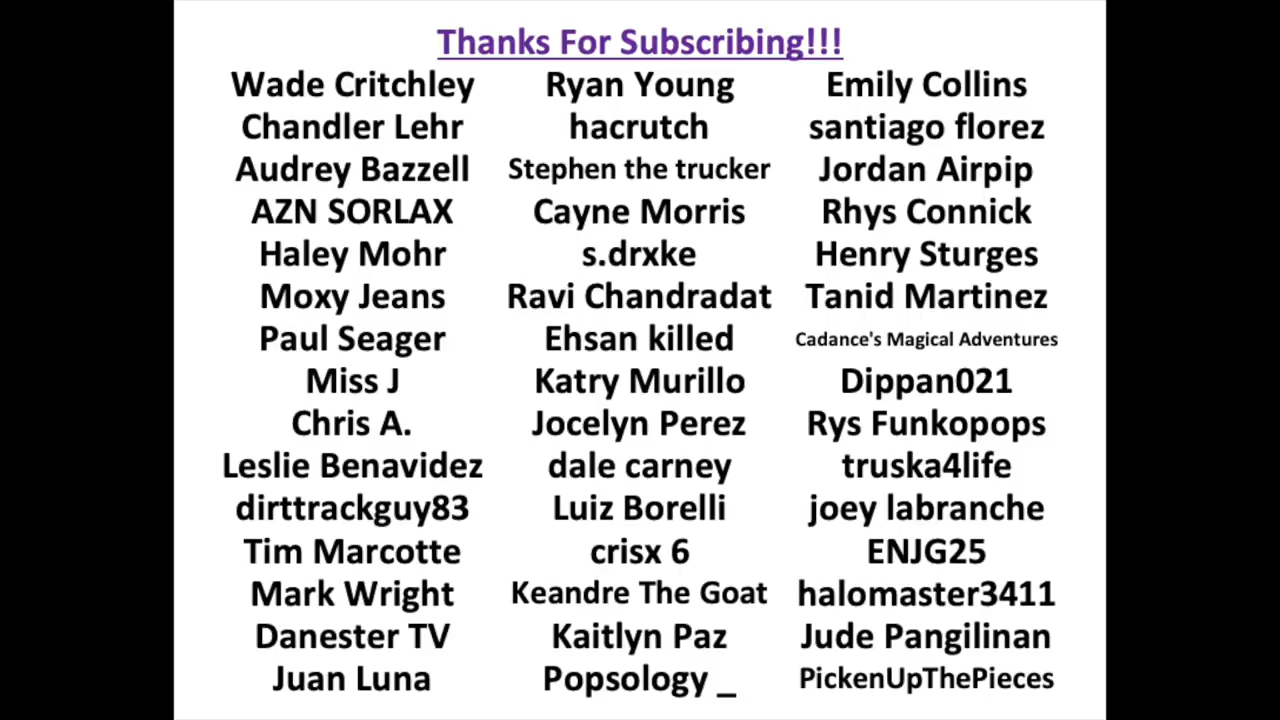 Thanks For Subscribing!!!
Wade Critchley Ryan Young Emily Collins
Chandler Lehr hacrutch santiago florez
Audrey Bazzell Stephen the trucker Jordan Airpip
AZN SORLAX Cayne Morris Rhys Connick
Haley Mohr s.drxke Henry Sturges
Moxy Jeans Ravi Chandradat Tanid Martinez
Paul Seager Ehsan killed Cadance's Magical Adventures
Miss J Katry Murillo Dippan021
Chris A. Jocelyn Perez Rys Funkopops
Leslie Benavidez dale carney truska4life
dirttrackguy83 Luiz Borelli joey labranche
Tim Marcotte crisx 6 ENJG25
Mark Wright Keandre The Goat halomaster3411
Danester TV Kaitlyn Paz Jude Pangilinan
Juan Luna Popsology _ PickenUpThePieces